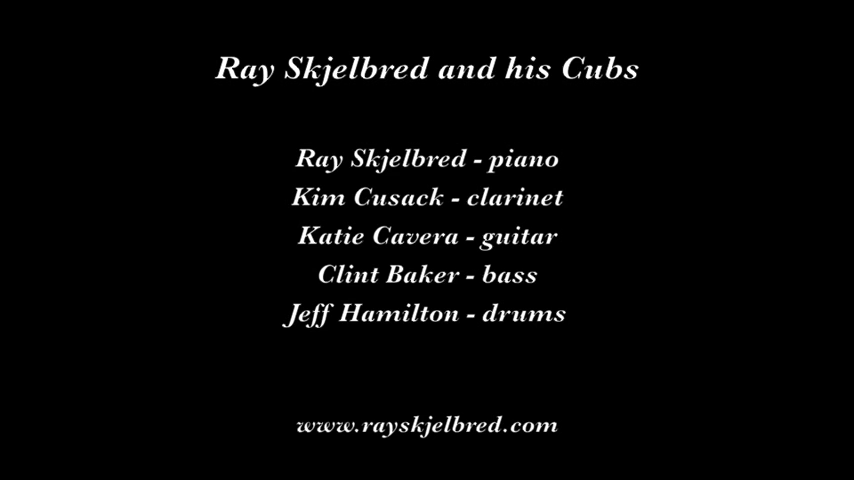 Ray Skjelbred and his Cubs
Ray Skjelbred - piano
Kim Cusack - clarinet
Katie Cavera - guitar
Clint Baker - bass
Jeff Hamilton - drums
www.rayskjelbred.com